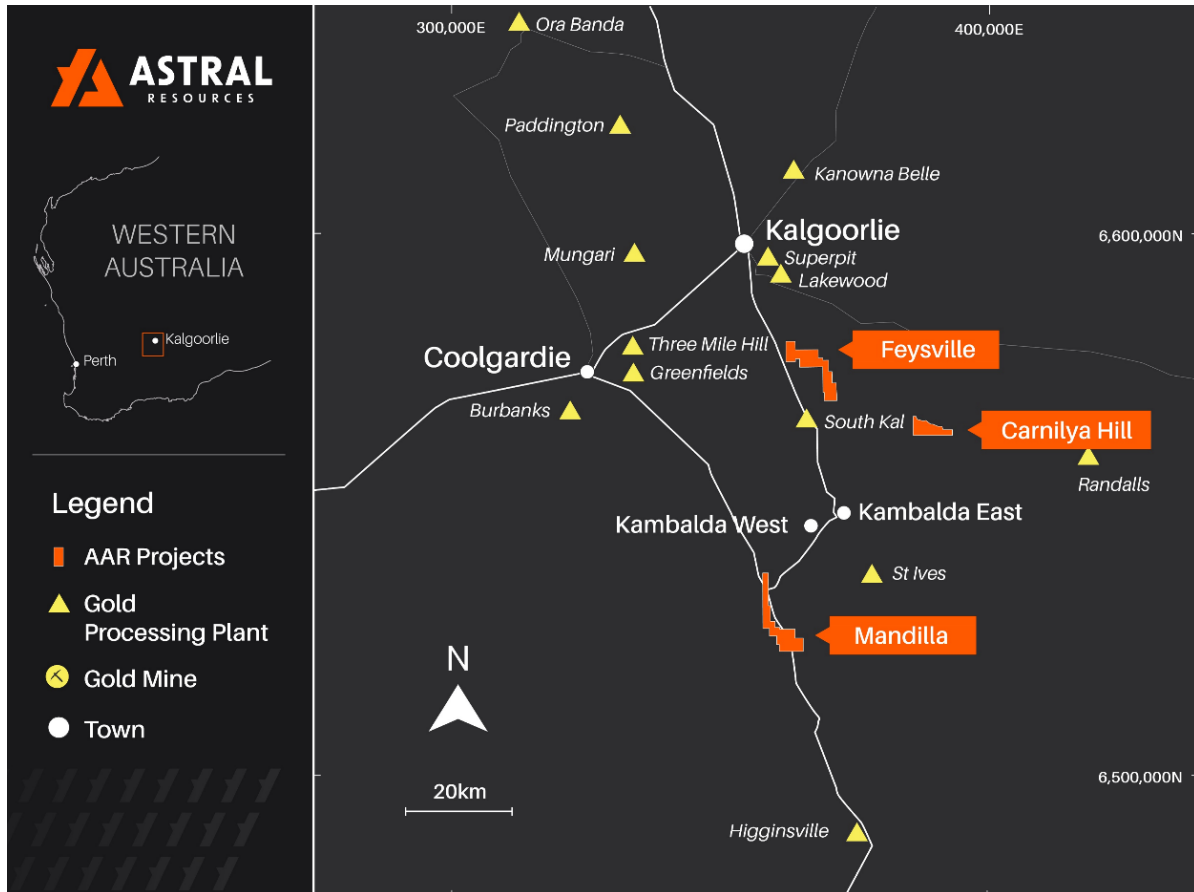 ASTRAL
RESOURCES
WESTERN
AUSTRALIA
Kalgoorlie
Perth
Legend
AAR Projects
Gold
Processing Plant
Gold Mine
Town
300,000E
400,000E
Ora Banda
Paddington
Kanowna Belle
Kalgoorlie
6,600,000N
Mungari
Superpit
Lakewood
Three Mile Hill
Feysville
Coolgardie
Greenfields
Burbanks
South Kal
Carnilya Hill
Randalls
Kambalda West
Kambalda East
St Ives
Mandilla
N
20km
6,500,000N
Higginsville